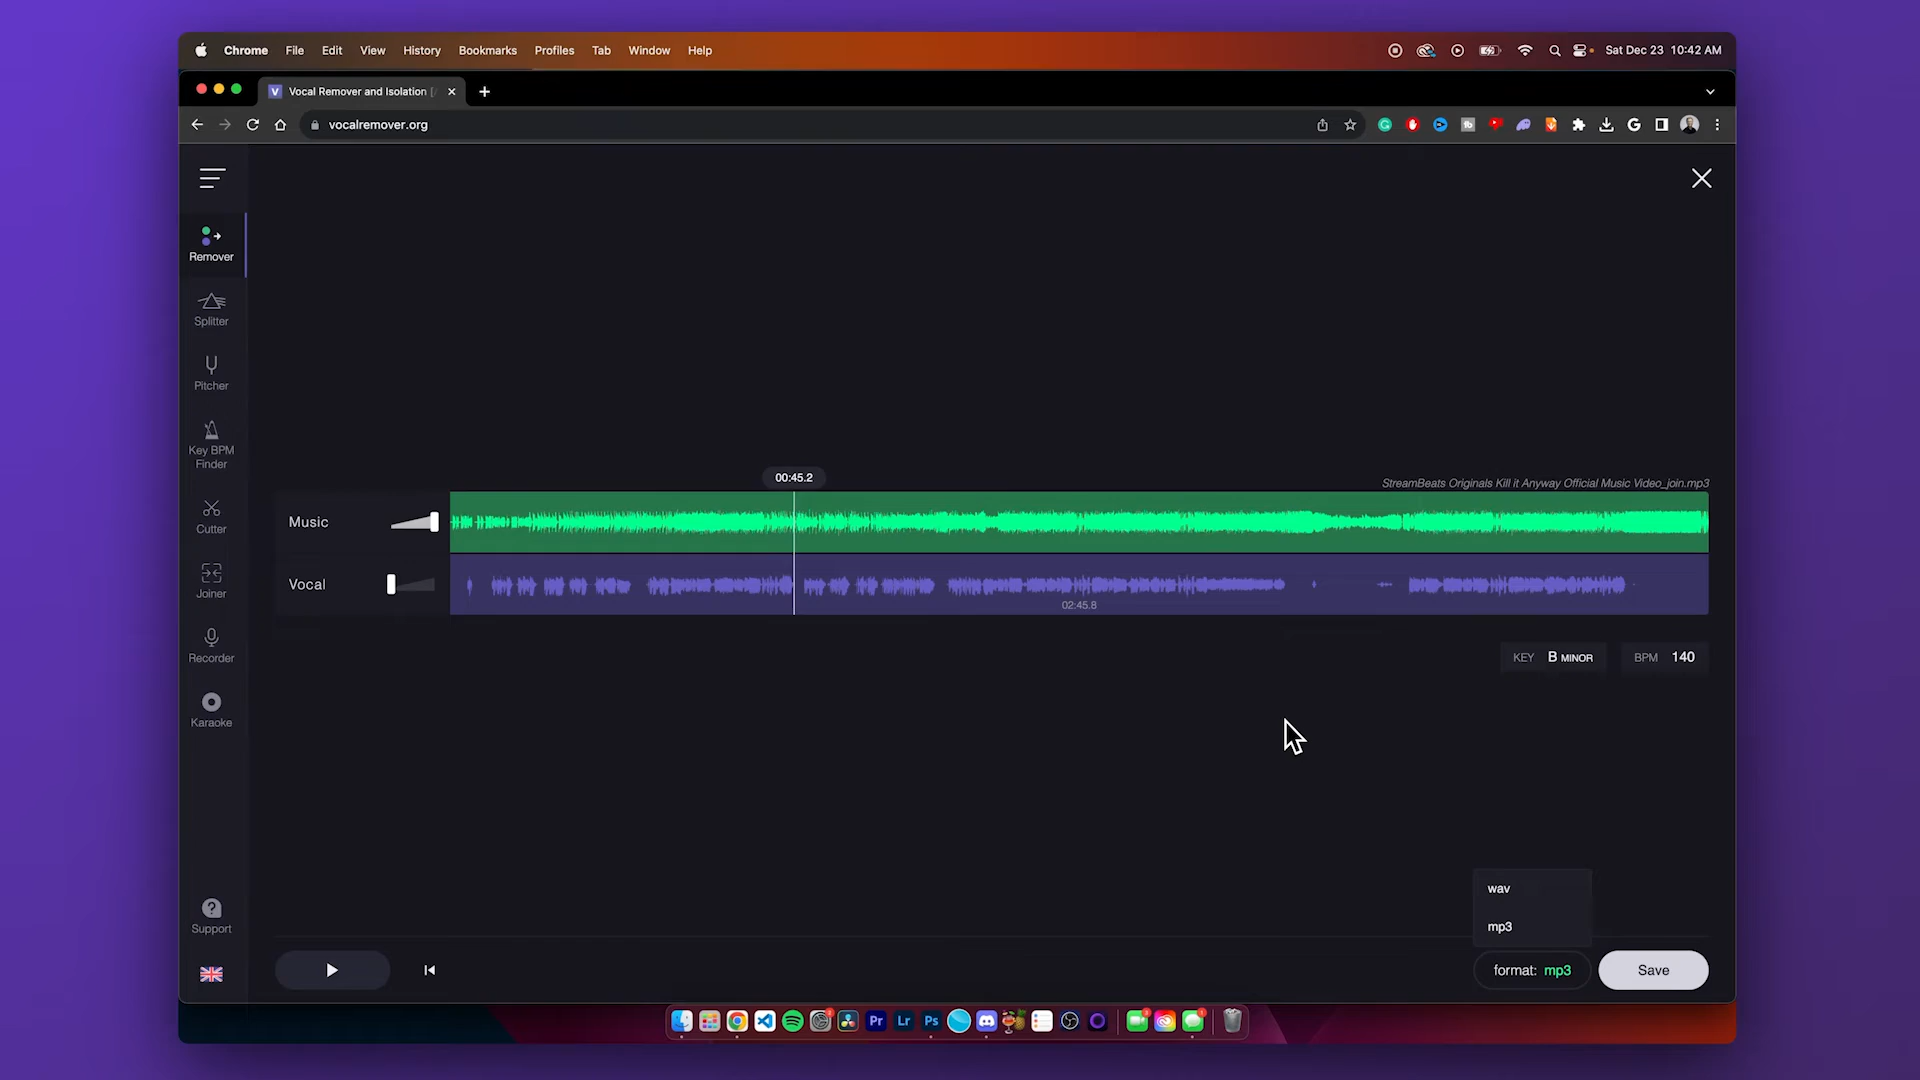 Chrome File Edit View History Bookmarks Profiles Tab Window Help
Sat Dec 23 10:42 AM
Vocal Remover and Isolation [
vocalremover.org
Remover
Splitter
Pitcher
Key BPM
Finder
Cutter
Joiner
Recorder
Karaoke
Support
00:45.2
StreamBeats Originals Kill it Anyway Official Music Video_join.mp3
Music
Vocal
02:45.8
KEY B MINOR
BPM 140
wav
mp3
format: mp3
Save
Pr Lr Ps